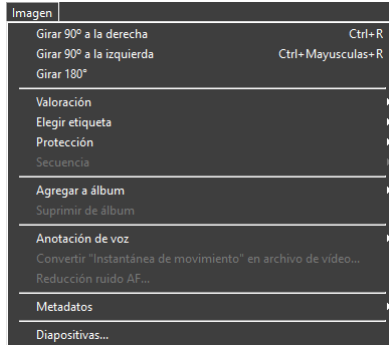 Imagen
Girar 90º a la derecha Ctrl+R
Girar 90º a la izquierda Ctrl+Mayusculas+R
Girar 180°
Valoración
Elegir etiqueta
Protección
Secuencia
Agregar a álbum
Suprimir de álbum
Anotación de voz
Convertir "Instantánea de movimiento" en archivo de vídeo...
Reducción ruido AF...
Metadatos
Diapositivas...